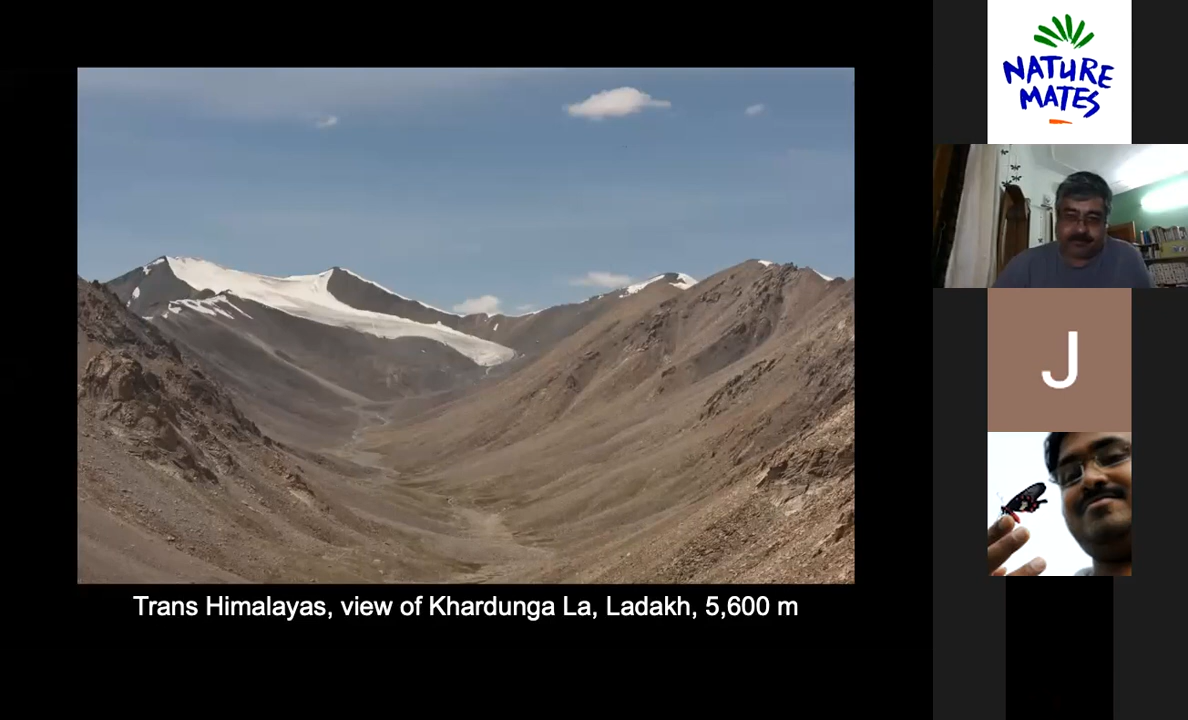 NATURE
MATES
J
Trans Himalayas, view of Khardunga La, Ladakh, 5,600 m